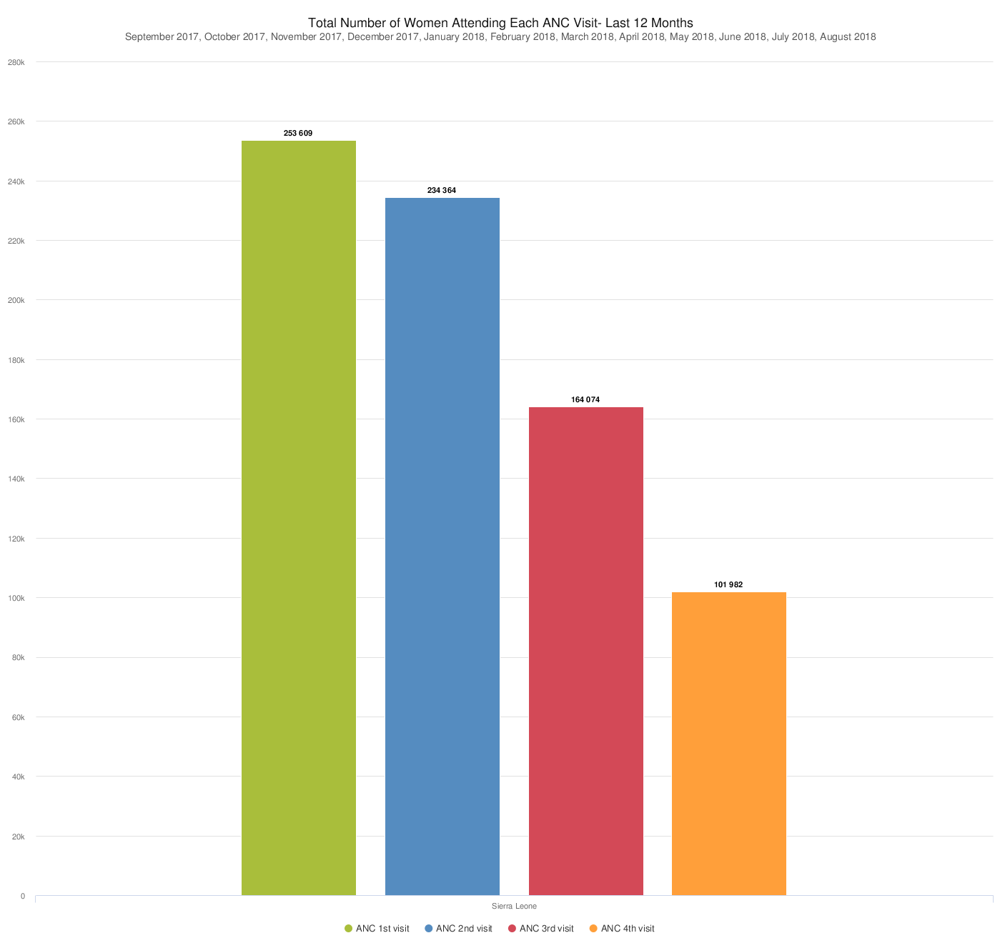 Total Number of Women Attending Each ANC Visit- Last 12 Months
September 2017, October 2017, November 2017, December 2017, January 2018, February 2018, March 2018, April 2018, May 2018, June 2018, July 2018, August 2018
280k
260k
253 609
240k
234 364
220k
200k
180k
164 074
160k
140k
120k
101 982
100k
80k
60k
40k
20k
0
Sierra Leone
ANC 1st visit ANC 2nd visit ANC 3rd visit ANC 4th visit